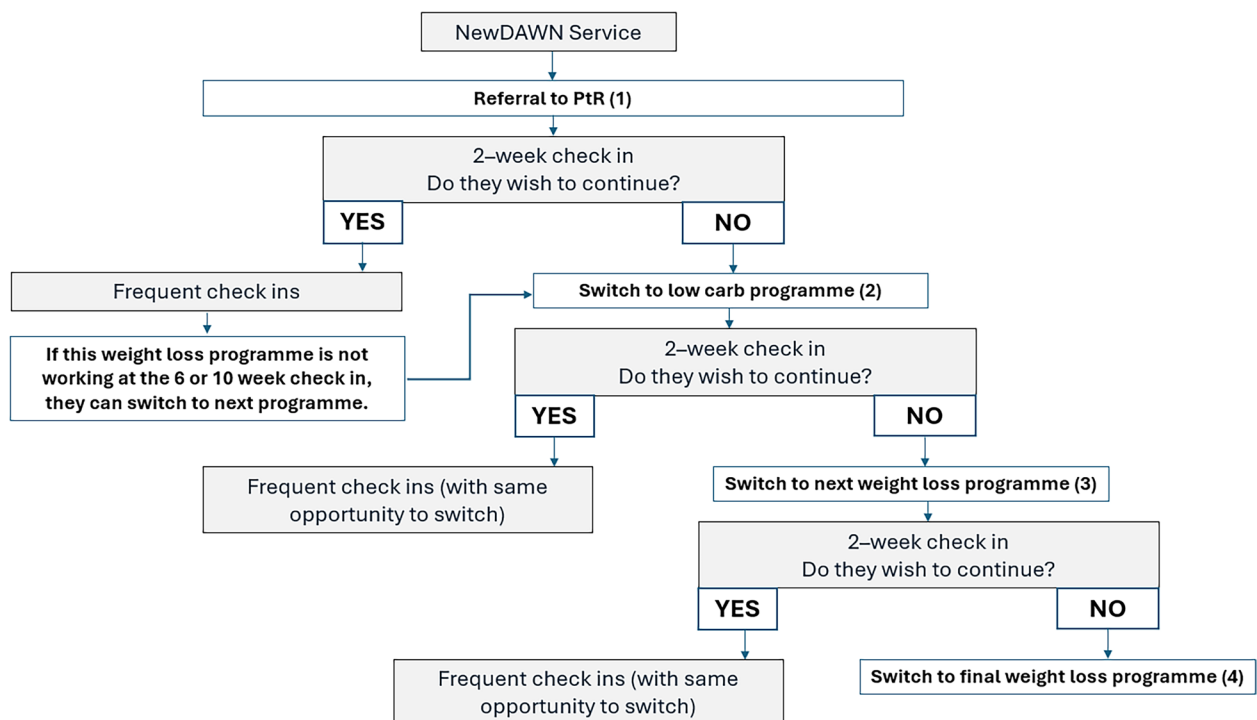 NewDAWN Service
Referral to PtR (1)
2–week check in
Do they wish to continue?
YES
NO
Frequent check ins
Switch to low carb programme (2)
If this weight loss programme is not
working at the 6 or 10 week check in,
they can switch to next programme.
2–week check in
Do they wish to continue?
YES
NO
Frequent check ins (with same
opportunity to switch)
Switch to next weight loss programme (3)
2–week check in
Do they wish to continue?
YES
NO
Frequent check ins (with same
opportunity to switch)
Switch to final weight loss programme (4)